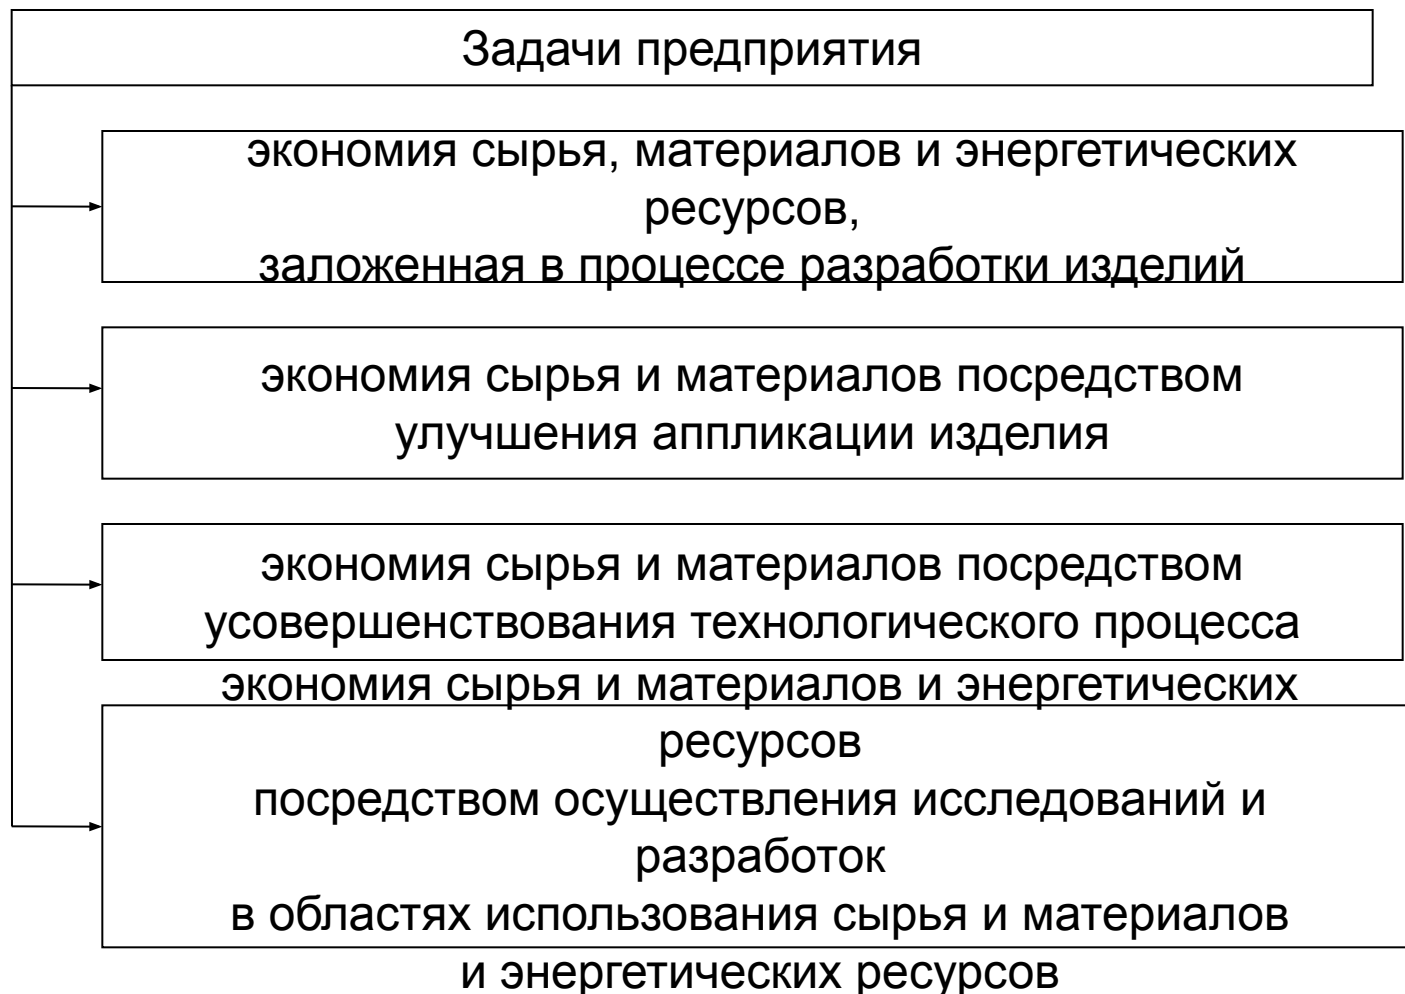 Задачи предприятия
экономия сырья, материалов и энергетических
ресурсов,
заложенная в процессе разработки изделий
экономия сырья и материалов посредством
улучшения аппликации изделия
экономия сырья и материалов посредством
усовершенствования технологического процесса
экономия сырья и материалов и энергетических
ресурсов
посредством осуществления исследований и
разработок
в областях использования сырья и материалов
и энергетических ресурсов